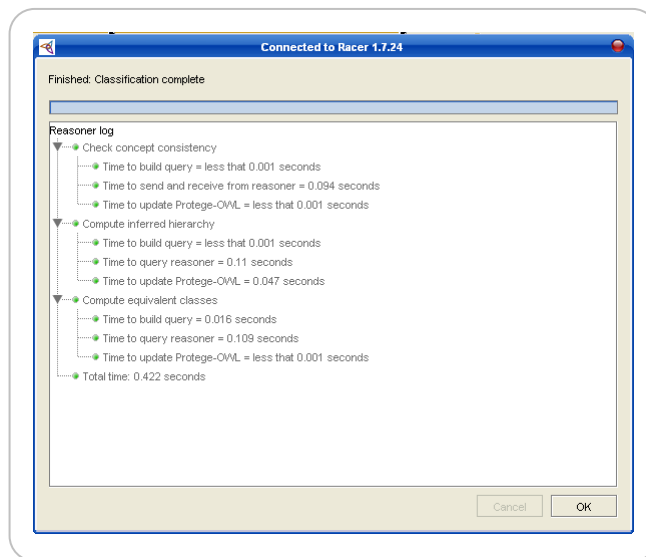 Connected to Racer 1.7.24
Finished: Classification complete
Reasoner log
Check concept consistency
Time to build query = less that 0.001 seconds
Time to send and receive from reasoner = 0.094 seconds
Time to update Protege-OWL = less that 0.001 seconds
Compute inferred hierarchy
Time to build query = less that 0.001 seconds
Time to query reasoner = 0.11 seconds
Time to update Protege-OWL = 0.047 seconds
Compute equivalent classes
Time to build query = 0.016 seconds
Time to query reasoner = 0.109 seconds
Time to update Protege-OWL = less that 0.001 seconds
Total time: 0.422 seconds
Cancel OK